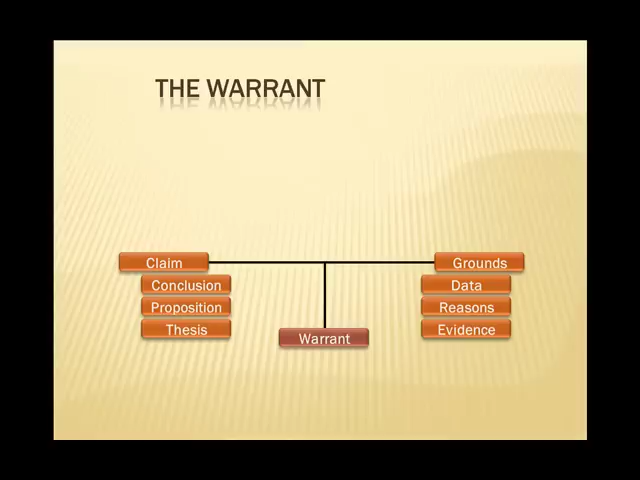 THE WARRANT
Claim
Conclusion
Proposition
Thesis
Warrant
Grounds
Data
Reasons
Evidence